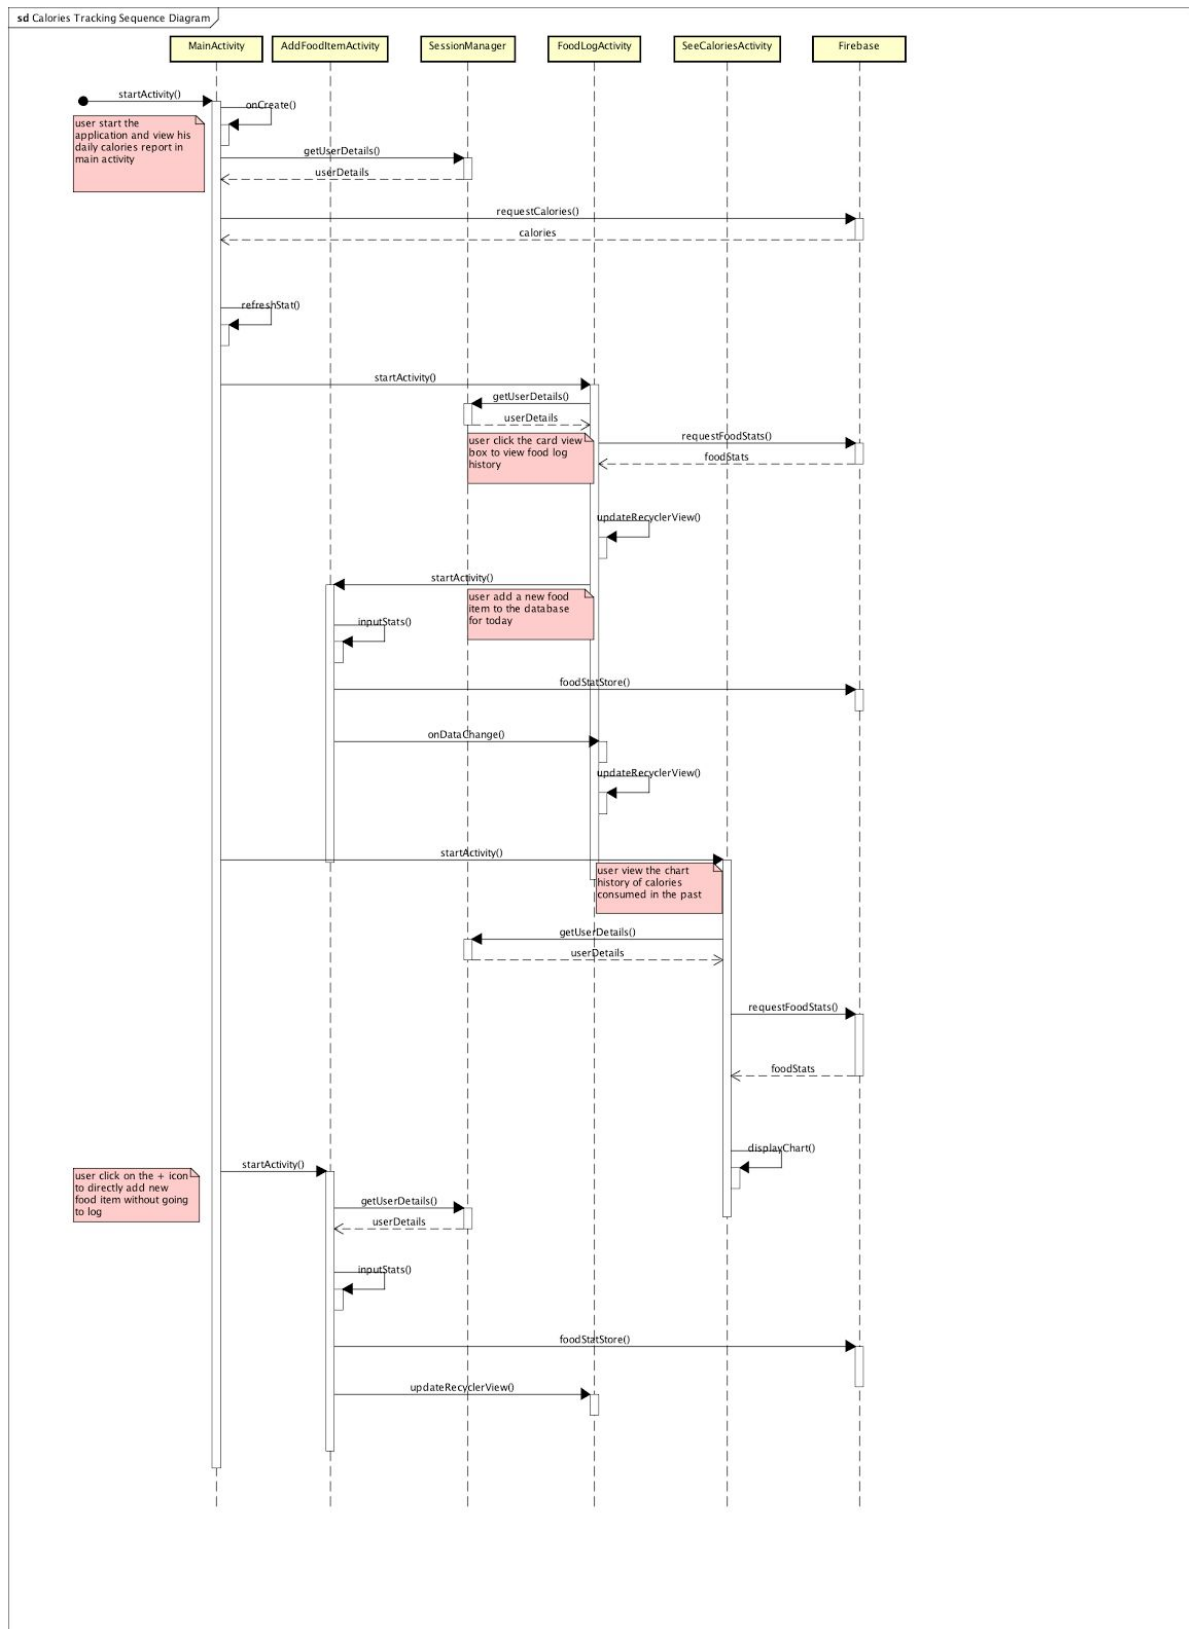 sd Calories Tracking Sequence Diagram
MainActivity
AddFoodItemActivity
SessionManager
FoodLogActivity
SeeCaloriesActivity
Firebase
startActivity()
onCreate()
user start the
application and view his
daily calories report in
main activity
getUserDetails()
userDetails
requestCalories()
calories
refreshStat()
startActivity()
getUserDetails()
userDetails
user click the card view
box to view food log
history
requestFoodStats()
foodStats
updateRecyclerView()
startActivity()
user add a new food
item to the database
for today
inputStats()
foodStatStore()
onDataChange()
updateRecyclerView()
startActivity()
user view the chart
history of calories
consumed in the past
getUserDetails()
userDetails
requestFoodStats()
foodStats
displayChart()
user click on the + icon
to directly add new
food item without going
to log
startActivity()
getUserDetails()
userDetails
inputStats()
foodStatStore()
updateRecyclerView()